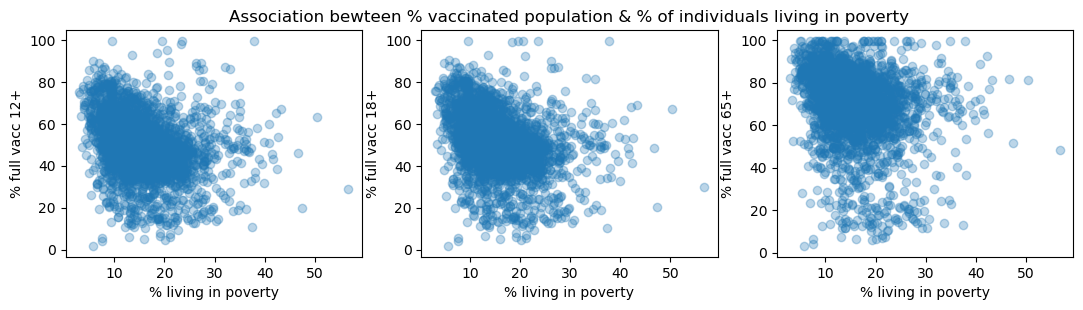 Association bewteen % vaccinated population & % of individuals living in poverty
% full vacc 12+
100
80
60
40
20
0
10 20 30 40 50
% living in poverty
% full vacc 18+
100
80
60
40
20
0
10 20 30 40 50
% living in poverty
% full vacc 65+
100
80
60
40
20
0
10 20 30 40 50
% living in poverty